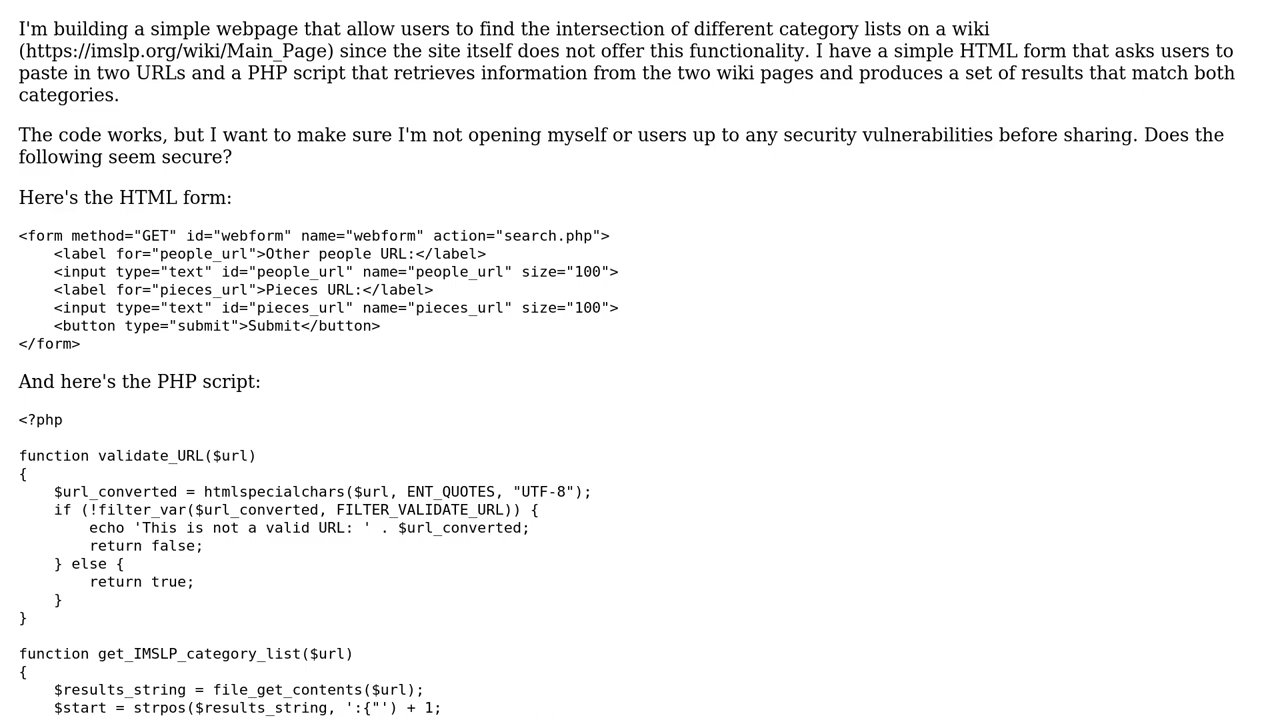 I'm building a simple webpage that allow users to find the intersection of different category lists on a wiki
(https://imslp.org/wiki/Main_Page) since the site itself does not offer this functionality. I have a simple HTML form that asks users to
paste in two URLs and a PHP script that retrieves information from the two wiki pages and produces a set of results that match both
categories.
The code works, but I want to make sure I'm not opening myself or users up to any security vulnerabilities before sharing. Does the
following seem secure?
Here's the HTML form:
<form method="GET" id="webform" name="webform" action="search.php">
    <label for="people_url">Other people URL:</label>
    <input type="text" id="people_url" name="people_url" size="100">
    <label for="pieces_url">Pieces URL:</label>
    <input type="text" id="pieces_url" name="pieces_url" size="100">
    <button type="submit">Submit</button>
</form>
And here's the PHP script:
<?php
function validate_URL($url)
{
    $url_converted = htmlspecialchars($url, ENT_QUOTES, "UTF-8");
    if (!filter_var($url_converted, FILTER_VALIDATE_URL)) {
        echo 'This is not a valid URL: ' . $url_converted;
        return false;
    } else {
        return true;
    }
}
function get_IMSLP_category_list($url)
{
    $results_string = file_get_contents($url);
    $start = strpos($results_string, ':{"') + 1;